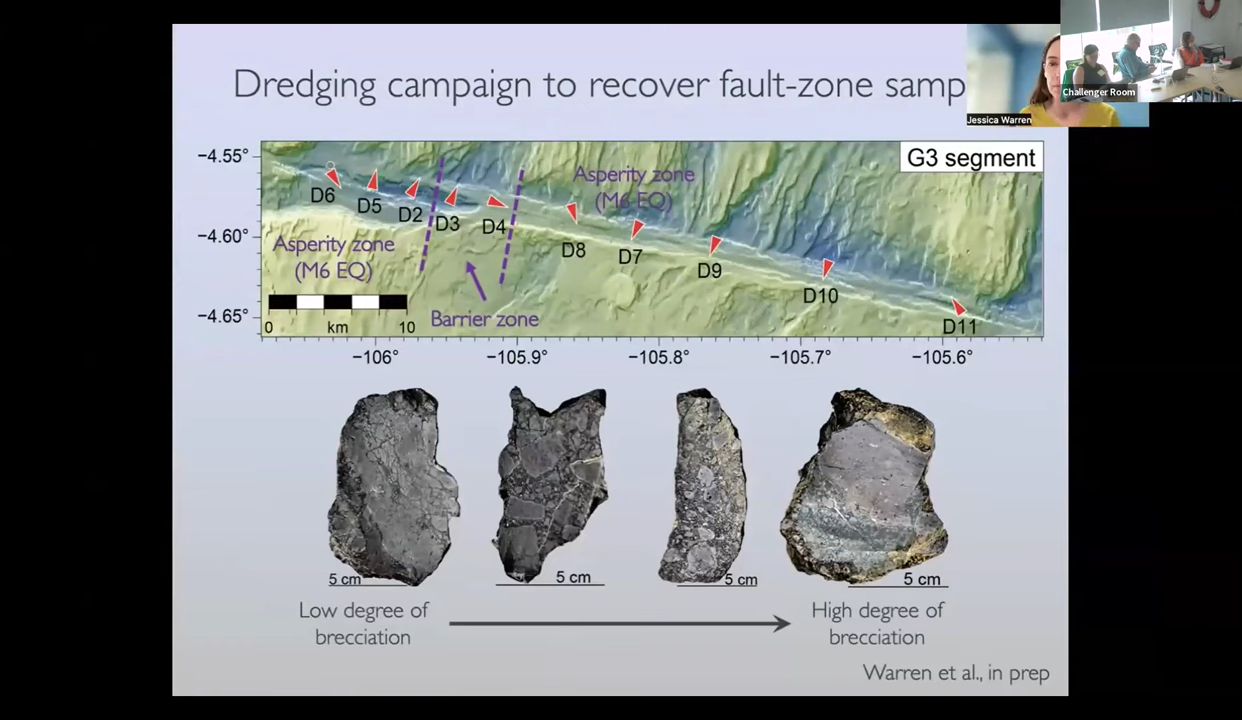 Dredging campaign to recover fault-zone samp
Jessica Warren
Challenger Room
G3 segment
−4.55°
−4.60°
−4.65°
D6
D5
D2
D3
D4
D8
D7
D9
D10
D11
Asperity zone
(M6 EQ)
Asperity zone
(M6 EQ)
Barrier zone
0 km 10
−106° −105.9° −105.8° −105.7° −105.6°
5 cm 5 cm 5 cm 5 cm
Low degree of
brecciation
High degree of
brecciation
Warren et al., in prep